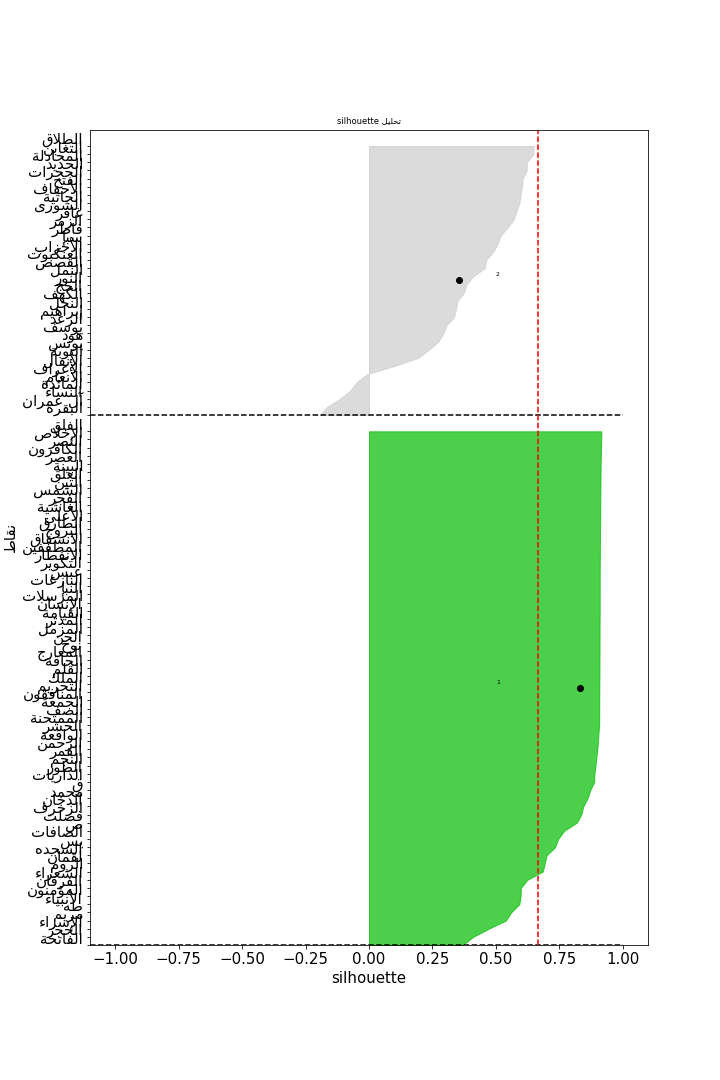 silhouette تحليل
الطلاق
التغابن
المجادلة
الحديد
الحجرات
الفتح
الأحقاف
الجاثية
الشورى
غافر
الزمر
فاطر
سبأ
الأحزاب
العنكبوت
القصص
النمل
النور
الحج
الكهف
النحل
إبراهيم
الرعد
يوسف
هود
يونس
التوبة
الأنفال
الأعراف
الأنعام
المائدة
النساء
آل عمران
البقرة
الفلق
الإخلاص
النصر
الكافرون
العصر
البينة
العلق
التين
الشمس
الفجر
الغاشية
الأعلى
الطارق
البروج
الانشقاق
المطففين
الانفطار
التكوير
عبس
النازعات
النبأ
المرسلات
الإنسان
القيامة
المدثر
المزمل
الجن
نوح
المعارج
الحاقة
القلم
الملك
التحريم
المنافقون
الجمعة
الصف
الممتحنة
الحشر
الواقعة
الرحمن
القمر
النجم
الطور
الذاريات
ق
محمد
الدخان
الزخرف
فصلت
ص
الصافات
يس
السجده
لقمان
الروم
الشعراء
الفرقان
المؤمنون
الأنبياء
طه
مريم
الإسراء
الحجر
الفاتحة
نقاط
2
1
−1.00 −0.75 −0.50 −0.25 0.00 0.25 0.50 0.75 1.00
silhouette